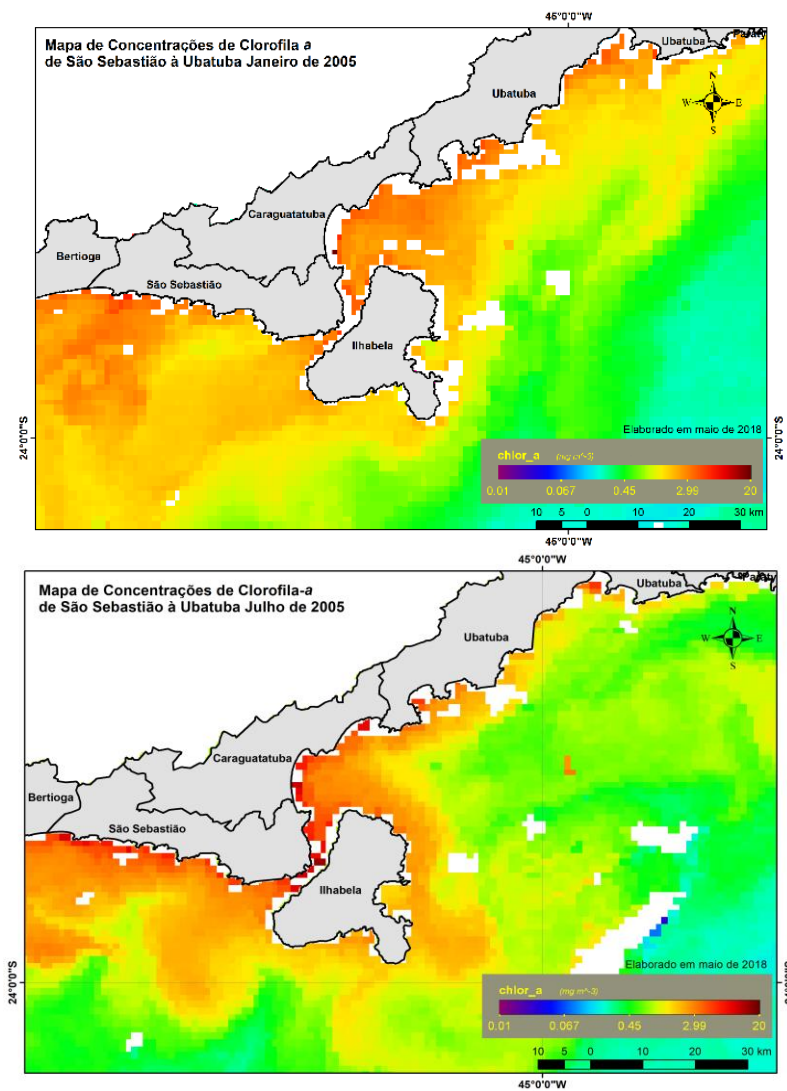 45°0'0"W
Mapa de Concentrações de Clorofila a
de São Sebastião à Ubatuba Janeiro de 2005
Ubatuba
Paraty
N
W E
S
Ubatuba
Caraguatatuba
Bertioga
São Sebastião
Ilhabela
24°0'0"S
24°0'0"S
Elaborado em maio de 2018
chlor_a (mg m^-3)
0.01 0.067 0.45 2.99 20
10 5 0 10 20 30 km
45°0'0"W
45°0'0"W
Mapa de Concentrações de Clorofila-a
de São Sebastião à Ubatuba Julho de 2005
Ubatuba
Paraty
N
W E
S
Ubatuba
Caraguatatuba
Bertioga
São Sebastião
Ilhabela
24°0'0"S
24°0'0"S
Elaborado em maio de 2018
chlor_a (mg m^-3)
0.01 0.067 0.45 2.99 20
10 5 0 10 20 30 km
45°0'0"W